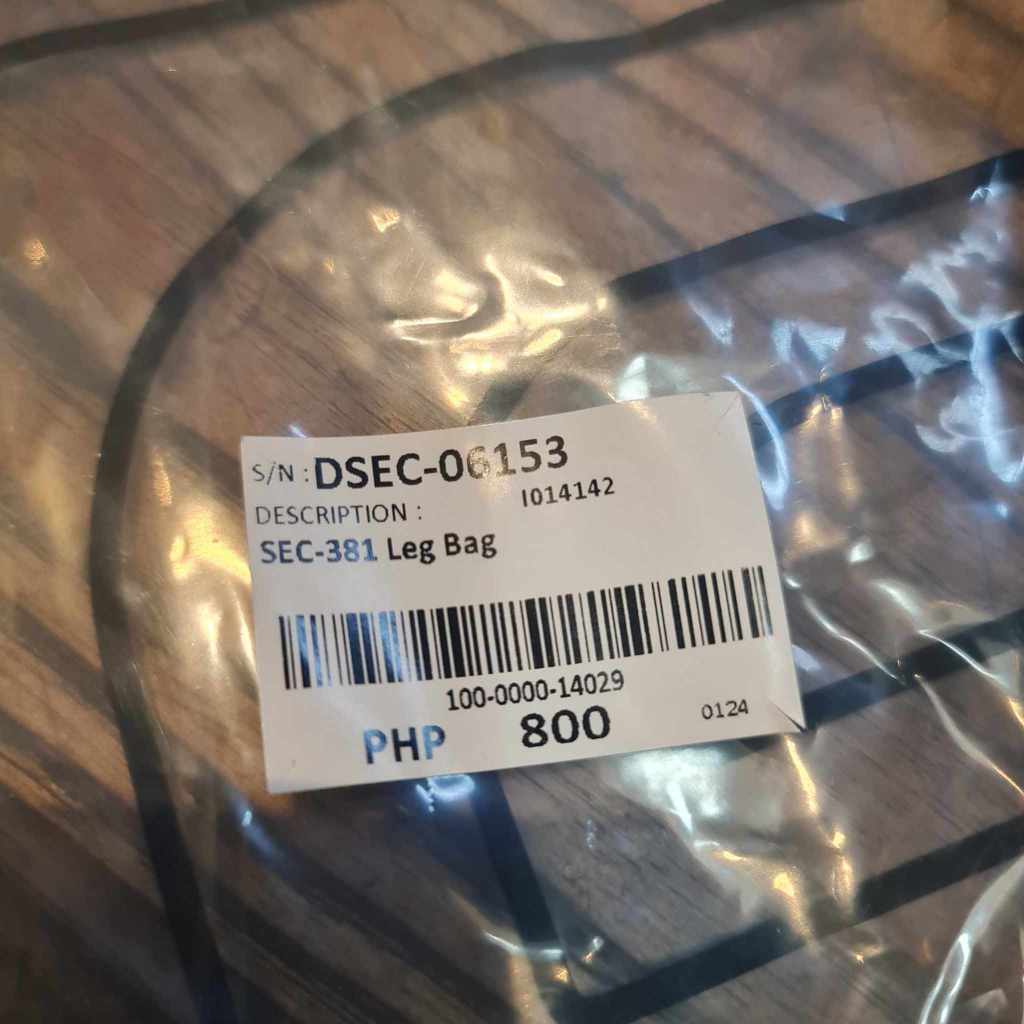 S/N : DSEC-06153
I014142
DESCRIPTION :
SEC-381 Leg Bag
100-0000-14029
PHP 800
0124